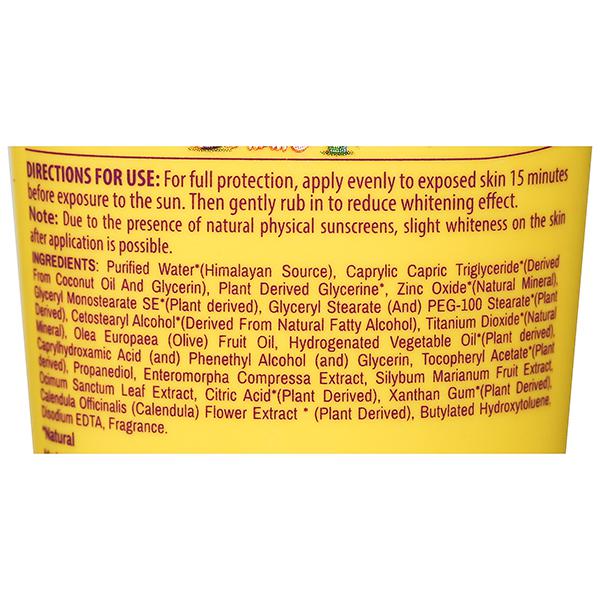 DIRECTIONS FOR USE: For full protection, apply evenly to exposed skin 15 minutes
before exposure to the sun. Then gently rub in to reduce whitening effect.
Note: Due to the presence of natural physical sunscreens, slight whiteness on the skin
after application is possible.
INGREDIENTS: Purified Water*(Himalayan Source), Caprylic Capric Triglyceride*(Derived
From Coconut Oil And Glycerin), Plant Derived Glycerine*, Zinc Oxide*(Natural Mineral),
Glyceryl Monostearate SE*(Plant derived), Glyceryl Stearate (And) PEG-100 Stearate*(Plant
Derived), Cetostearyl Alcohol*(Derived From Natural Fatty Alcohol), Titanium Dioxide*(Natural
Mineral), Olea Europaea (Olive) Fruit Oil, Hydrogenated Vegetable Oil*(Plant derived),
Caprylhydroxamic Acid (and) Phenethyl Alcohol (and) Glycerin, Tocopheryl Acetate*(Plant
derived), Propanediol, Enteromorpha Compressa Extract, Silybum Marianum Fruit Extract,
Ocimum Sanctum Leaf Extract, Citric Acid*(Plant Derived), Xanthan Gum*(Plant Derived),
Calendula Officinalis (Calendula) Flower Extract * (Plant Derived), Butylated Hydroxytoluene,
Disodium EDTA, Fragrance.
*Natural